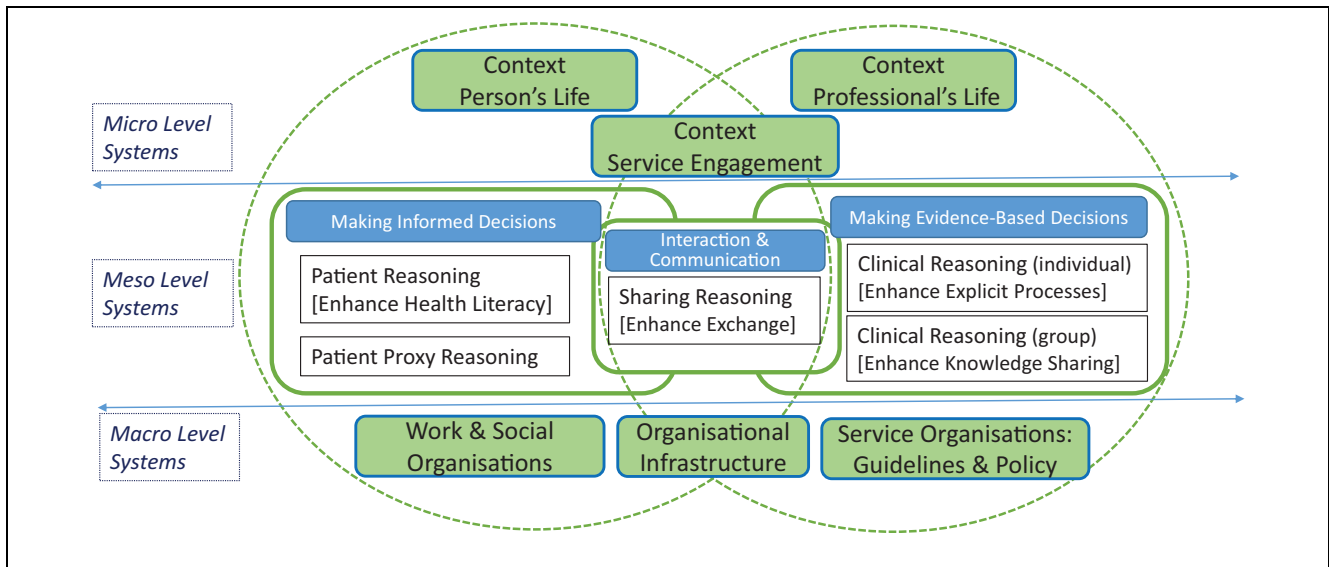 Context
Person's Life
Context
Professional's Life
Micro Level
Systems
Context
Service Engagement
Making Informed Decisions
Making Evidence-Based Decisions
Interaction &
Communication
Meso Level
Systems
Patient Reasoning
[Enhance Health Literacy]
Patient Proxy Reasoning
Sharing Reasoning
[Enhance Exchange]
Clinical Reasoning (individual)
[Enhance Explicit Processes]
Clinical Reasoning (group)
[Enhance Knowledge Sharing]
Macro Level
Systems
Work & Social
Organisations
Organisational
Infrastructure
Service Organisations:
Guidelines & Policy